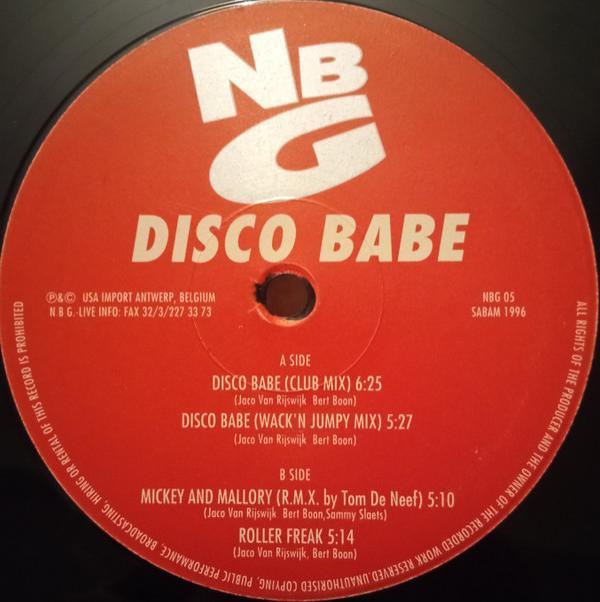 NBG
DISCO BABE
℗&© USA IMPORT ANTWERP, BELGIUM
N B G.-LIVE INFO: FAX 32/3/227 33 73
NBG 05
SABAM 1996
A SIDE
DISCO BABE (CLUB MIX) 6:25
(Jaco Van Rijswijk Bert Boon)
DISCO BABE (WACK'N JUMPY MIX) 5:27
(Jaco Van Rijswijk Bert Boon)
B SIDE
MICKEY AND MALLORY (R.M.X. by Tom De Neef) 5:10
(Jaco Van Rijswijk Bert Boon,Sammy Slaets)
ROLLER FREAK 5:14
(Jaco Van Rijswijk, Bert Boon)
ALL RIGHTS OF THE PRODUCER AND THE OWNER OF THE RECORDED WORK RESERVED.UNAUTHORISED COPYING, PUBLIC PERFORMANCE, BROADCASTING, HIRING OR RENTAL OF THIS RECORD IS PROHIBITED